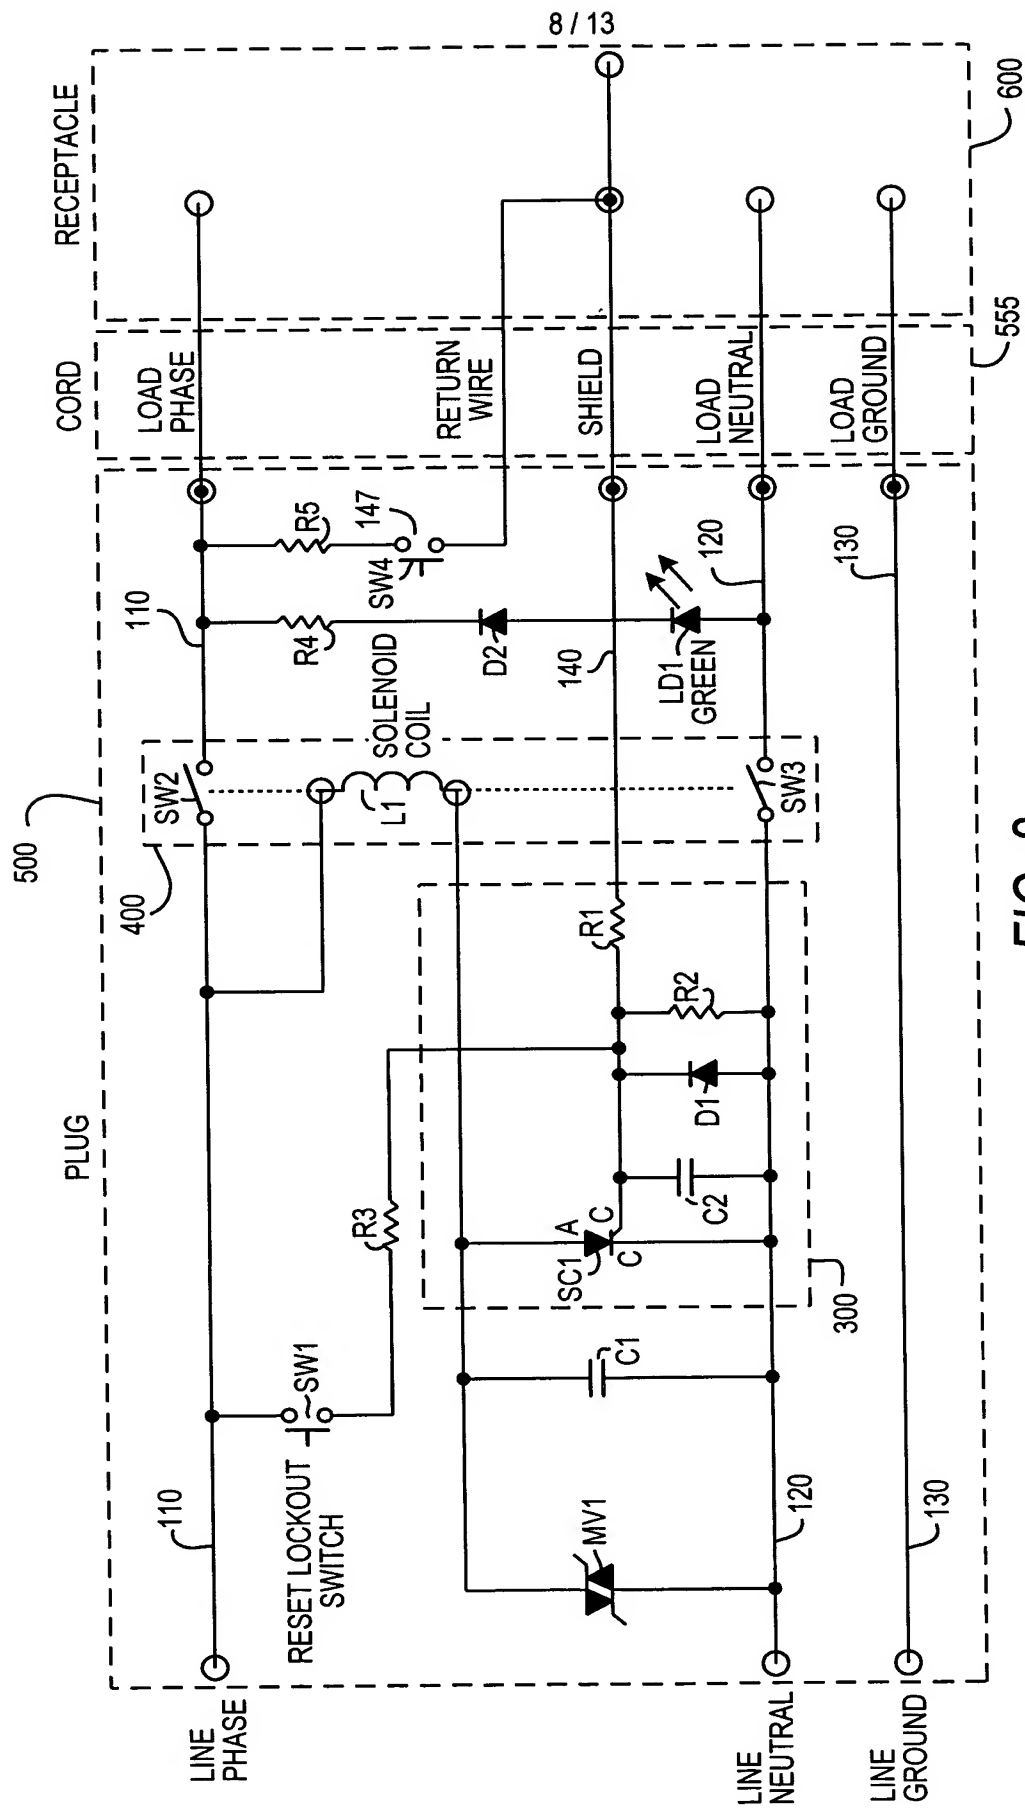 8 / 13
RECEPTACLE
600
CORD
555
LOAD
PHASE
RETURN
WIRE
SHIELD
LOAD
NEUTRAL
LOAD
GROUND
PLUG
500
110
R5
147
SW4
R4
D2
140
LD1
GREEN
120
130
400
SW2
SOLENOID
COIL
L1
SW3
R1
R2
D1
C2
R3
A
C
C
SC1
300
C1
SW1
RESET LOCKOUT
SWITCH
MV1
110
120
130
LINE
PHASE
LINE
NEUTRAL
LINE
GROUND